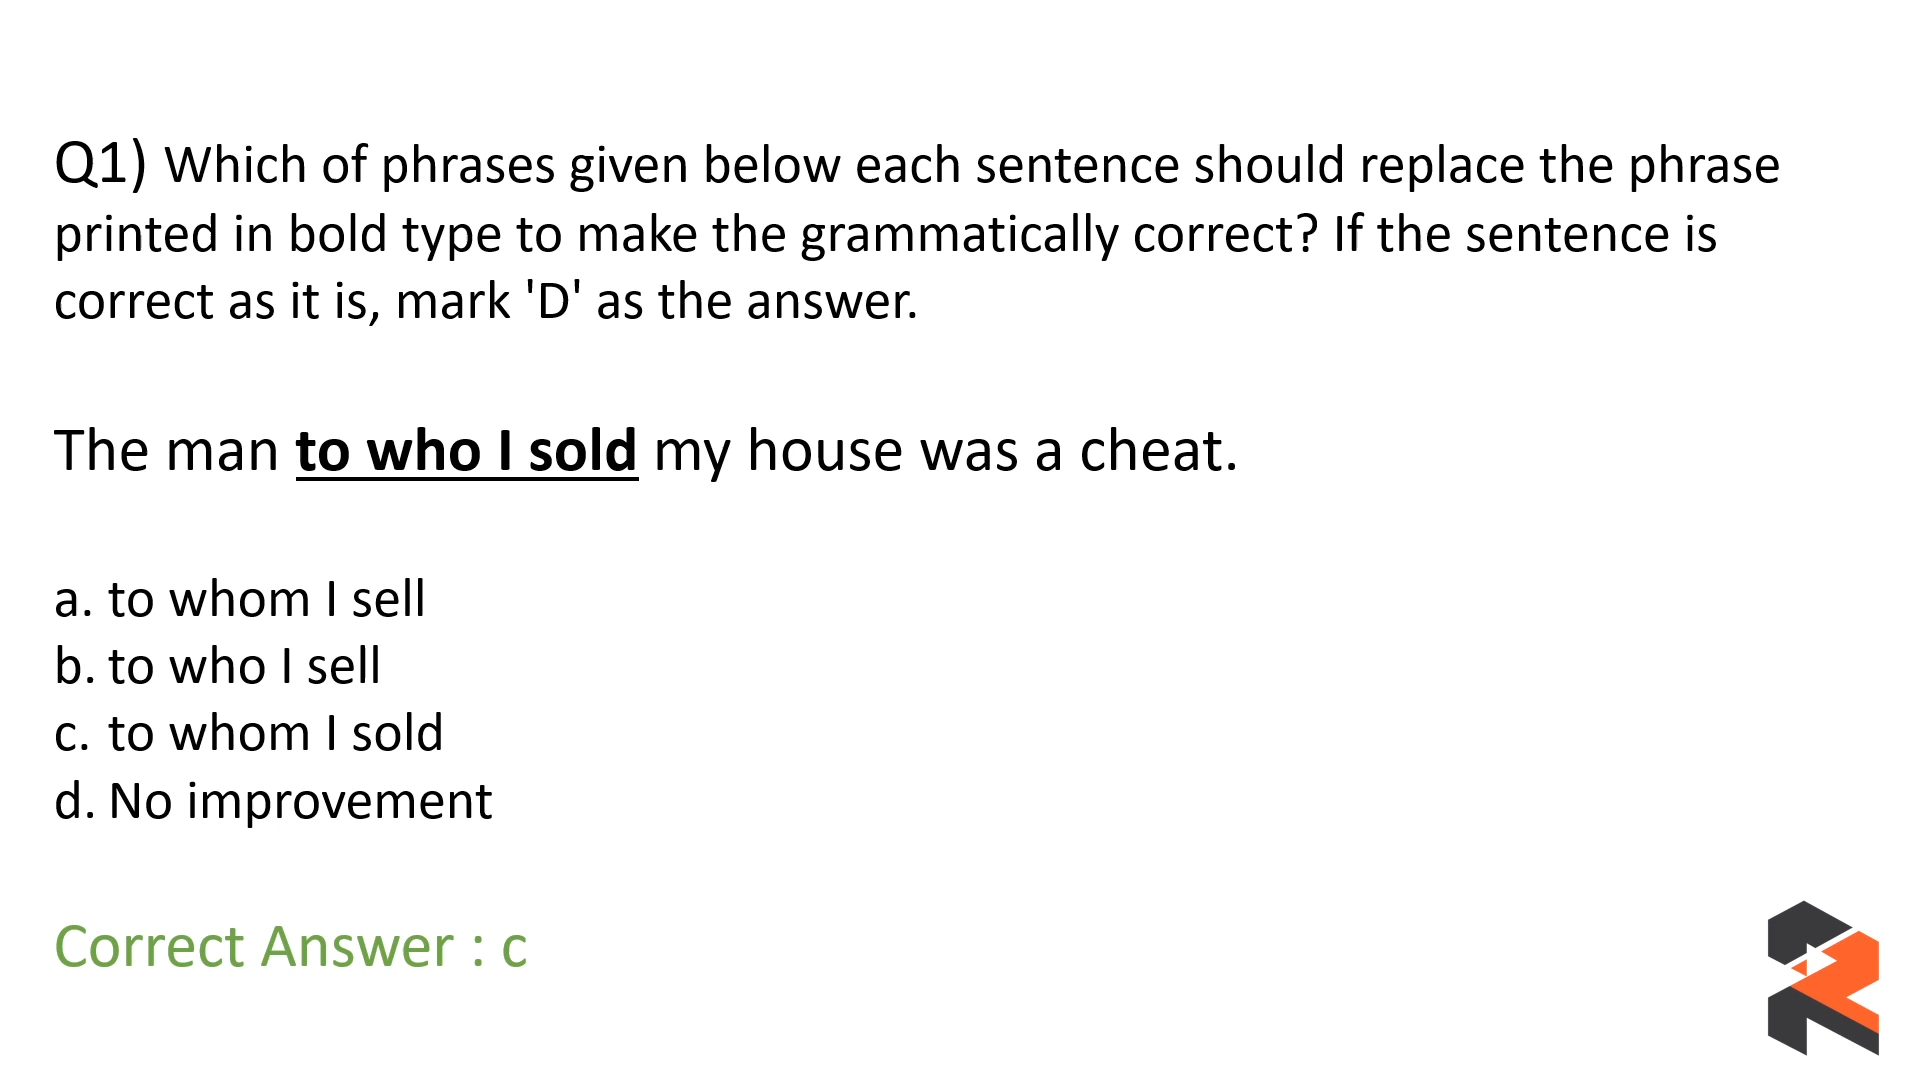 Q1) Which of phrases given below each sentence should replace the phrase
printed in bold type to make the grammatically correct? If the sentence is
correct as it is, mark 'D' as the answer.
The man to who I sold my house was a cheat.
a. to whom I sell
b. to who I sell
c. to whom I sold
d. No improvement
Correct Answer : c